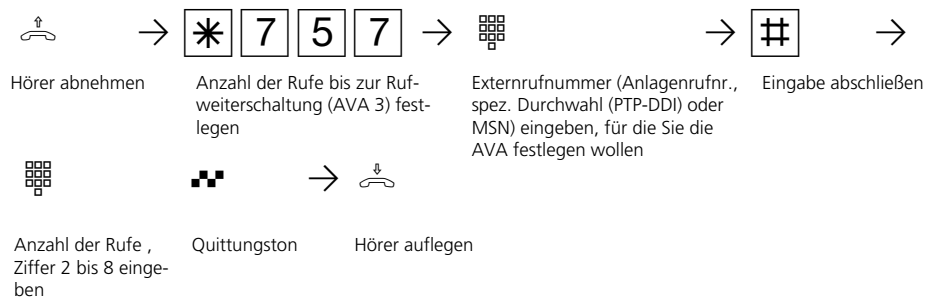 * 7 5 7 #
Hörer abnehmen
Anzahl der Rufe bis zur Ruf-
weiterschaltung (AVA 3) fest-
legen
Externrufnummer (Anlagenrufnr.,
spez. Durchwahl (PTP-DDI) oder
MSN) eingeben, für die Sie die
AVA festlegen wollen
Eingabe abschließen
Anzahl der Rufe ,
Ziffer 2 bis 8 einge-
ben
Quittungston
Hörer auflegen